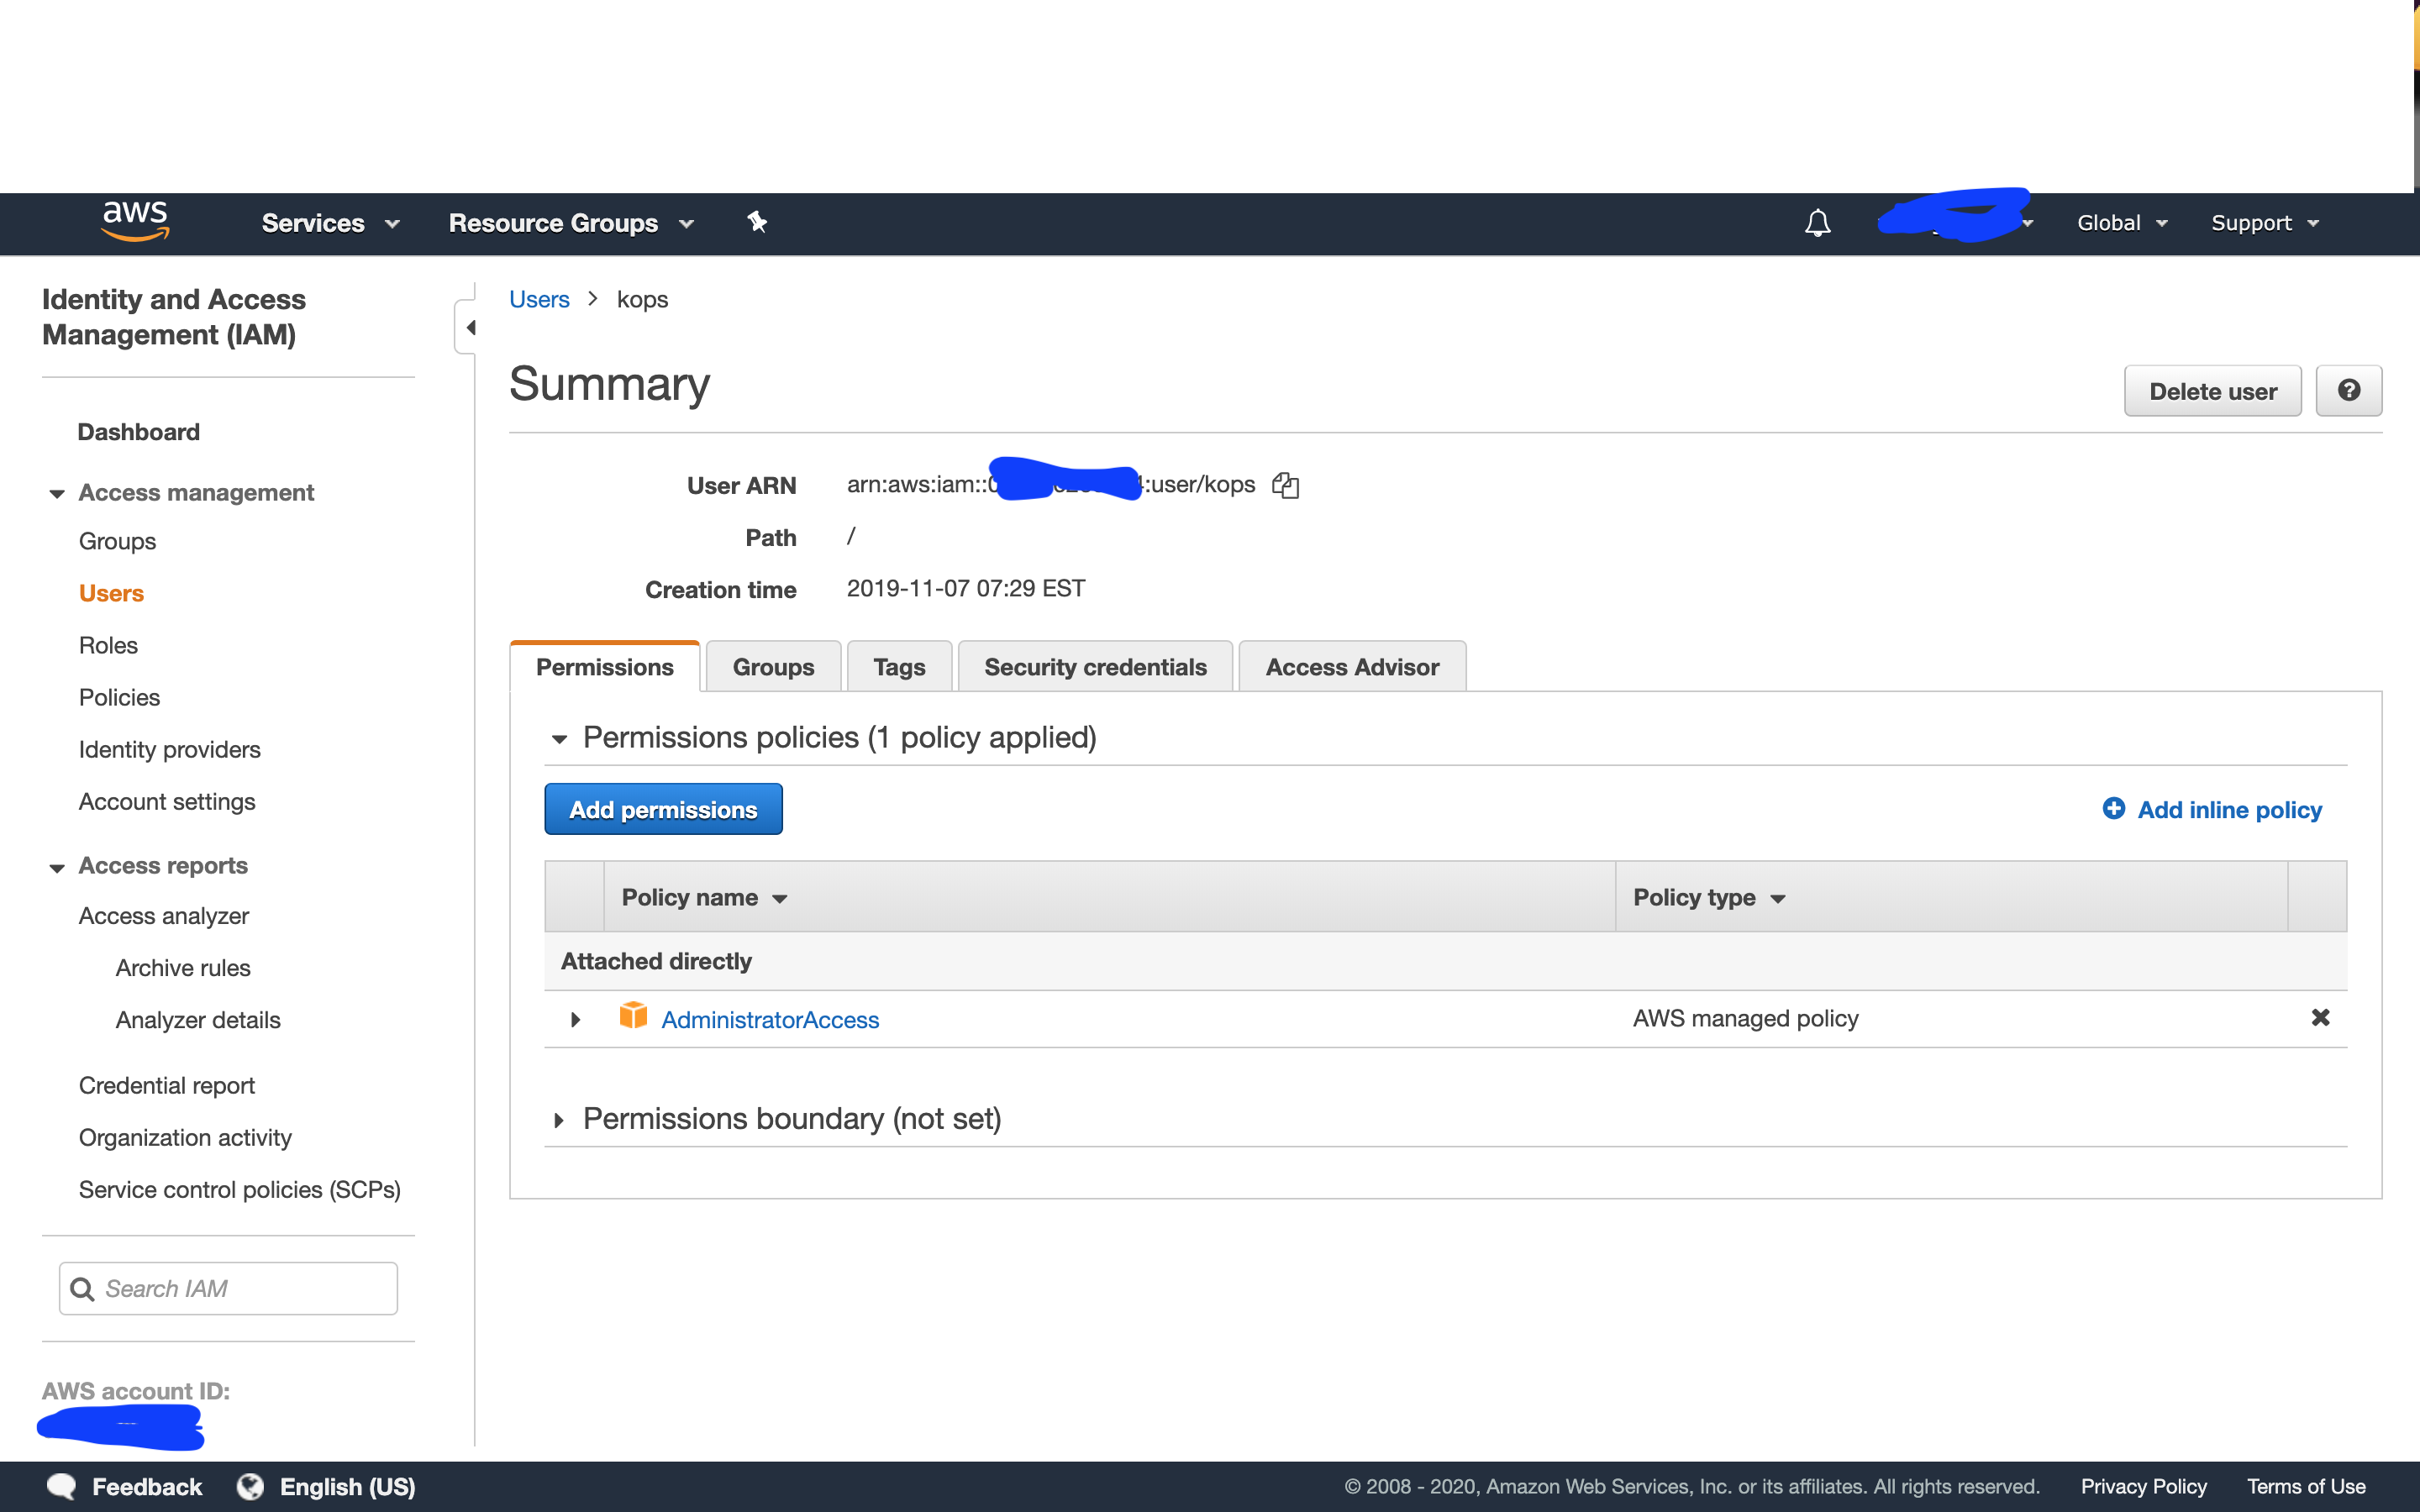 aws
Services
Resource Groups
Global
Support
Identity and Access
Management (IAM)
Dashboard
Access management
Groups
Users
Roles
Policies
Identity providers
Account settings
Access reports
Access analyzer
Archive rules
Analyzer details
Credential report
Organization activity
Service control policies (SCPs)
Search IAM
AWS account ID:
Users > kops
Summary
Delete user
User ARN arn:aws:iam:: :user/kops
Path /
Creation time 2019-11-07 07:29 EST
Permissions
Groups
Tags
Security credentials
Access Advisor
Permissions policies (1 policy applied)
Add permissions
Add inline policy
Policy name
Policy type
Attached directly
AdministratorAccess
AWS managed policy
Permissions boundary (not set)
Feedback
English (US)
© 2008 - 2020, Amazon Web Services, Inc. or its affiliates. All rights reserved.
Privacy Policy
Terms of Use